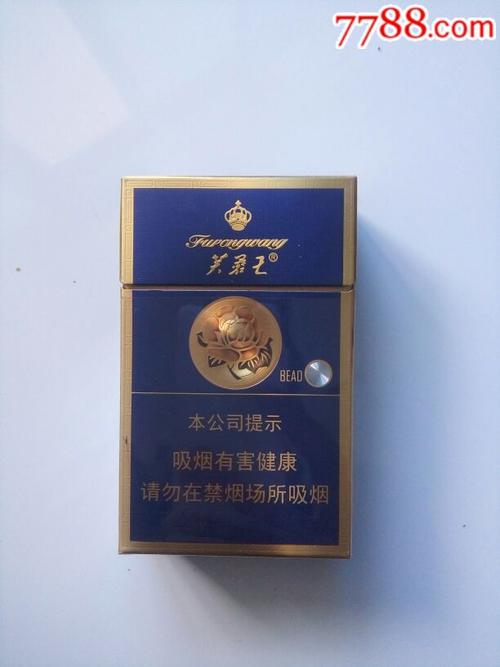 7788.com
Furongwang
芙蓉王®
BEAD
本公司提示
吸烟有害健康
请勿在禁烟场所吸烟